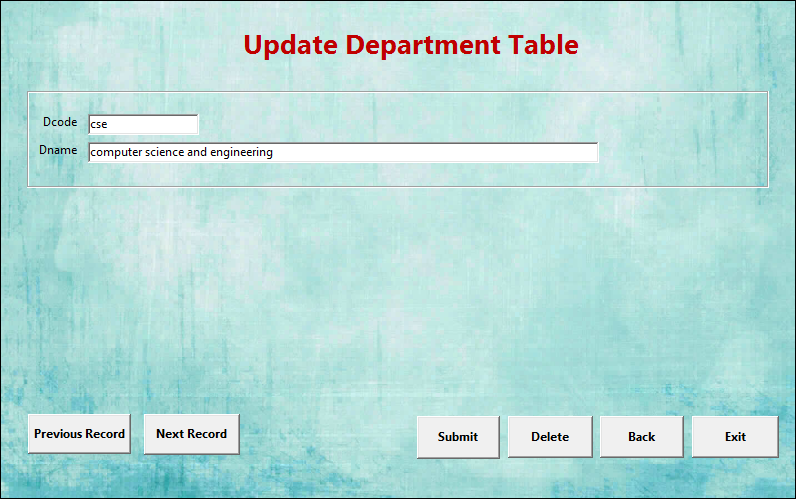 Update Department Table
Dcode cse
Dname computer science and engineering
Previous Record Next Record Submit Delete Back Exit